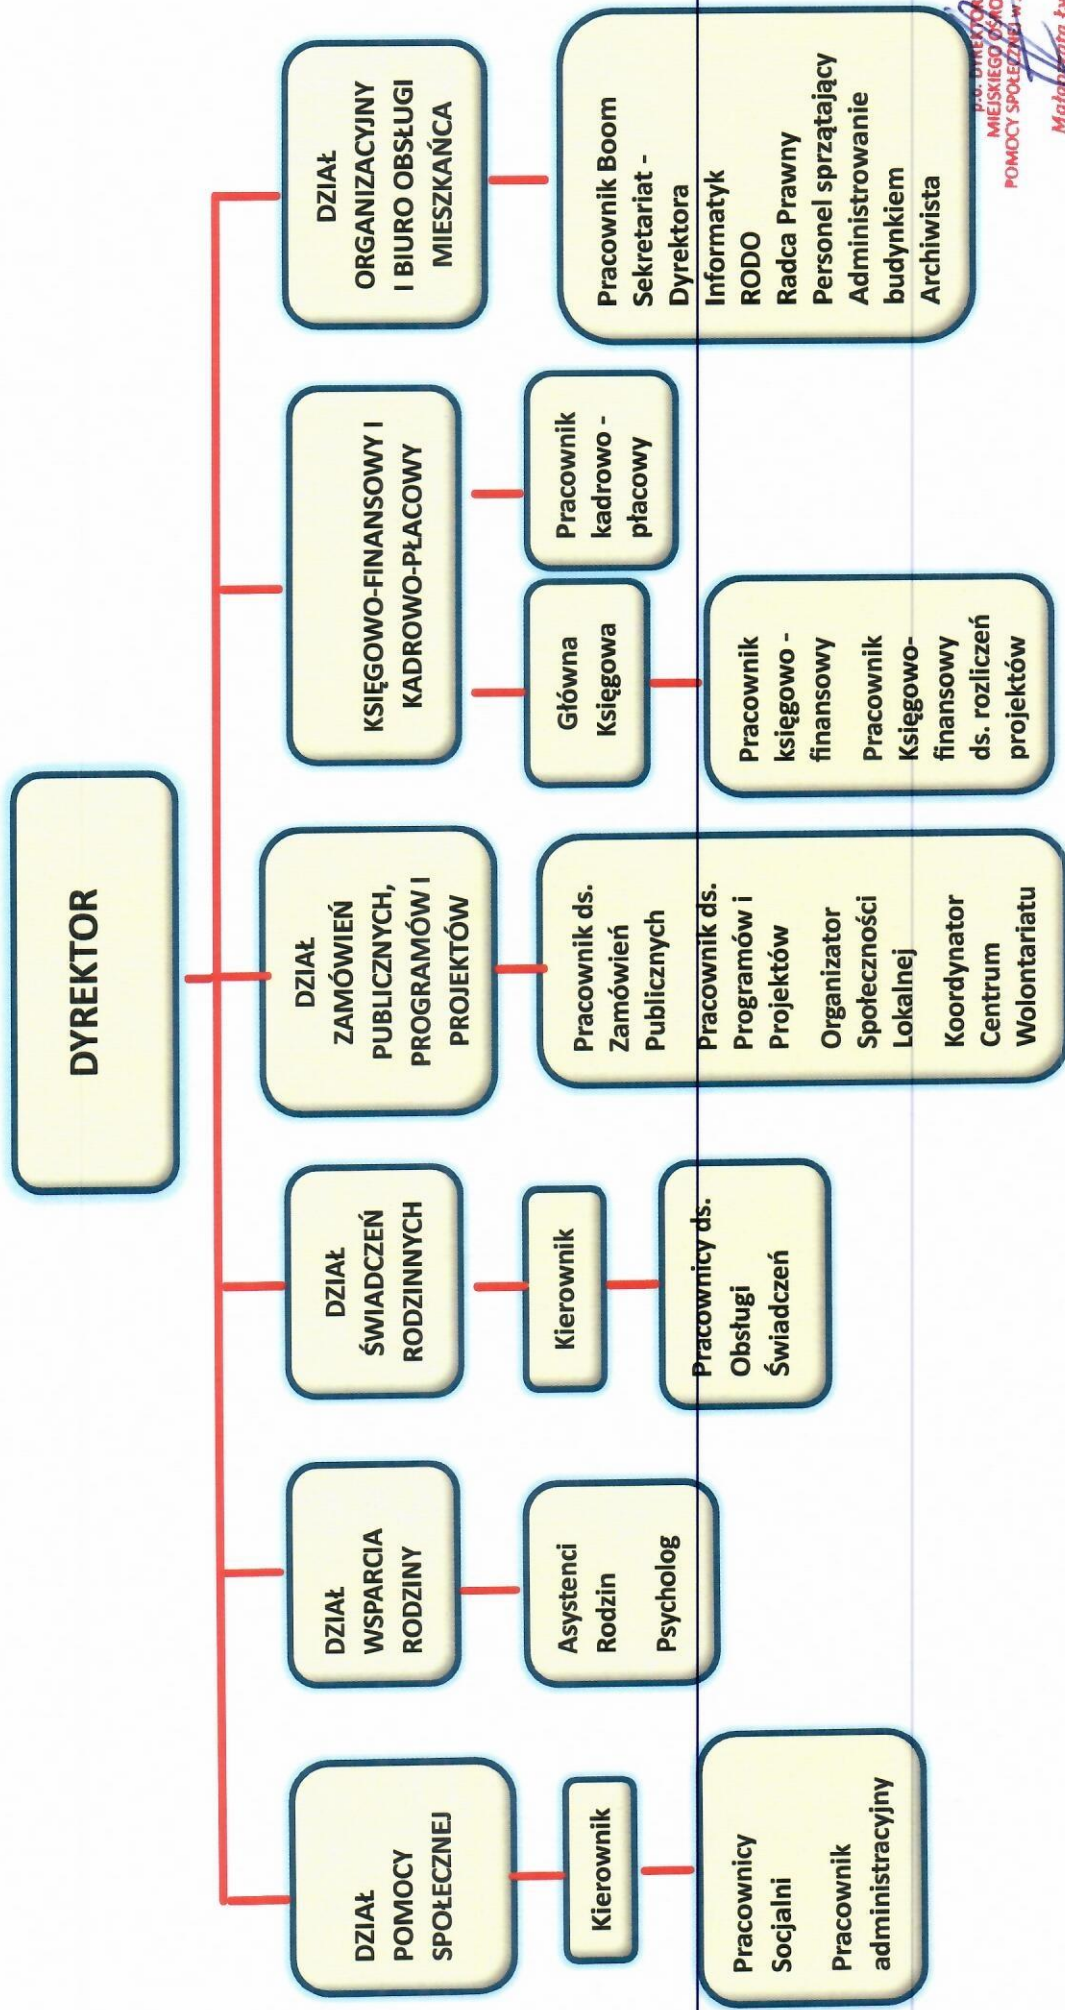 DYREKTOR
DZIAŁ
POMOCY
SPOŁECZNEJ
Kierownik
Pracownicy
Socjalni
Pracownik
administracyjny
DZIAŁ
WSPARCIA
RODZINY
Asystenci
Rodzin
Psycholog
DZIAŁ
ŚWIADCZEŃ
RODZINNYCH
Kierownik
Pracownicy ds.
Obsługi
Świadczeń
DZIAŁ
ZAMÓWIEŃ
PUBLICZNYCH,
PROGRAMÓW I
PROJEKTÓW
Pracownik ds.
Zamówień
Publicznych
Pracownik ds.
Programów i
Projektów
Organizator
Społeczności
Lokalnej
Koordynator
Centrum
Wolontariatu
KSIĘGOWO-FINANSOWY I
KADROWO-PŁACOWY
Główna
Księgowa
Pracownik
księgowo -
finansowy
Pracownik
Księgowo-
finansowy
ds. rozliczeń
projektów
Pracownik
kadrowo -
płacowy
DZIAŁ
ORGANIZACYJNY
I BIURO OBSŁUGI
MIESZKAŃCA
Pracownik Boom
Sekretariat -
Dyrektora
Informatyk
RODO
Radca Prawny
Personel sprzątający
Administrowanie
budynkiem
Archiwista
p.o. DYREKTOR
MIEJSKIEGO
POMOCY SPOŁECZNEJ w
Małgorzata